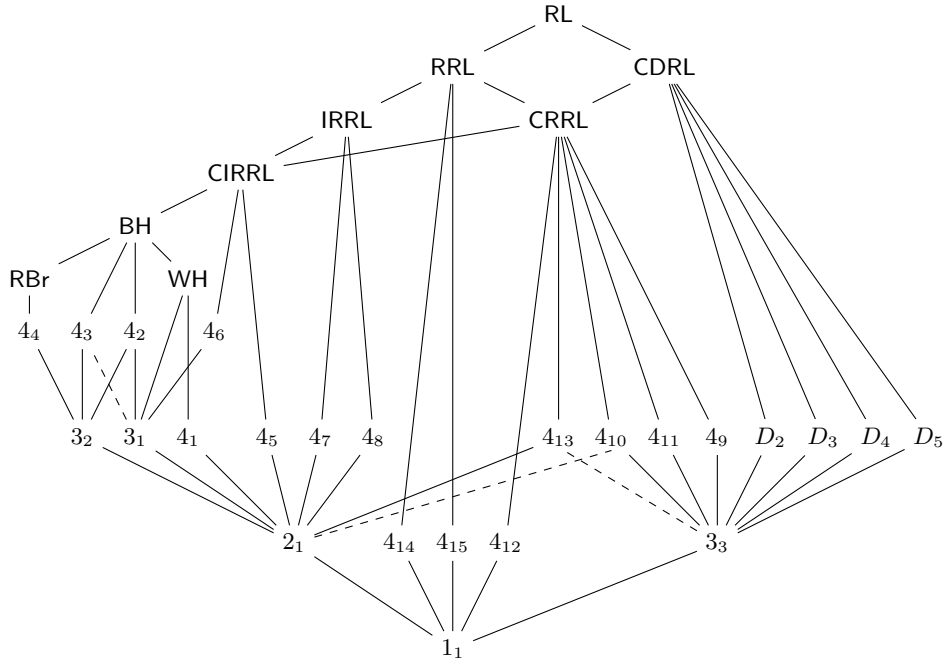 RL
RRL CDRL
IRRL CRRL
CIRRL
BH
RBr WH
4₄ 4₃ 4₂ 4₆
3₂ 3₁ 4₁ 4₅ 4₇ 4₈ 4₁₃ 4₁₀ 4₁₁ 4₉ D₂ D₃ D₄ D₅
2₁ 4₁₄ 4₁₅ 4₁₂ 3₃
1₁